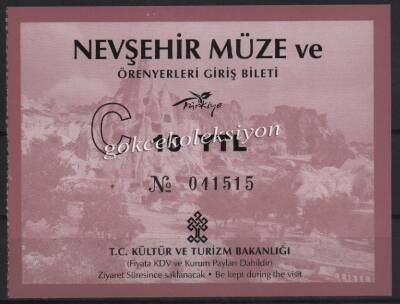 NEVŞEHİR MÜZE ve
ÖRENYERLERİ GİRİŞ BİLETİ
Türkiye
C
gokcekoleksiyon
YTL
№ 041515
T.C. KÜLTÜR VE TURİZM BAKANLIĞI
(Fiyata KDV ve Kurum Payları Dahildir)
Ziyaret Süresince saklanacak • Be kept during the visit